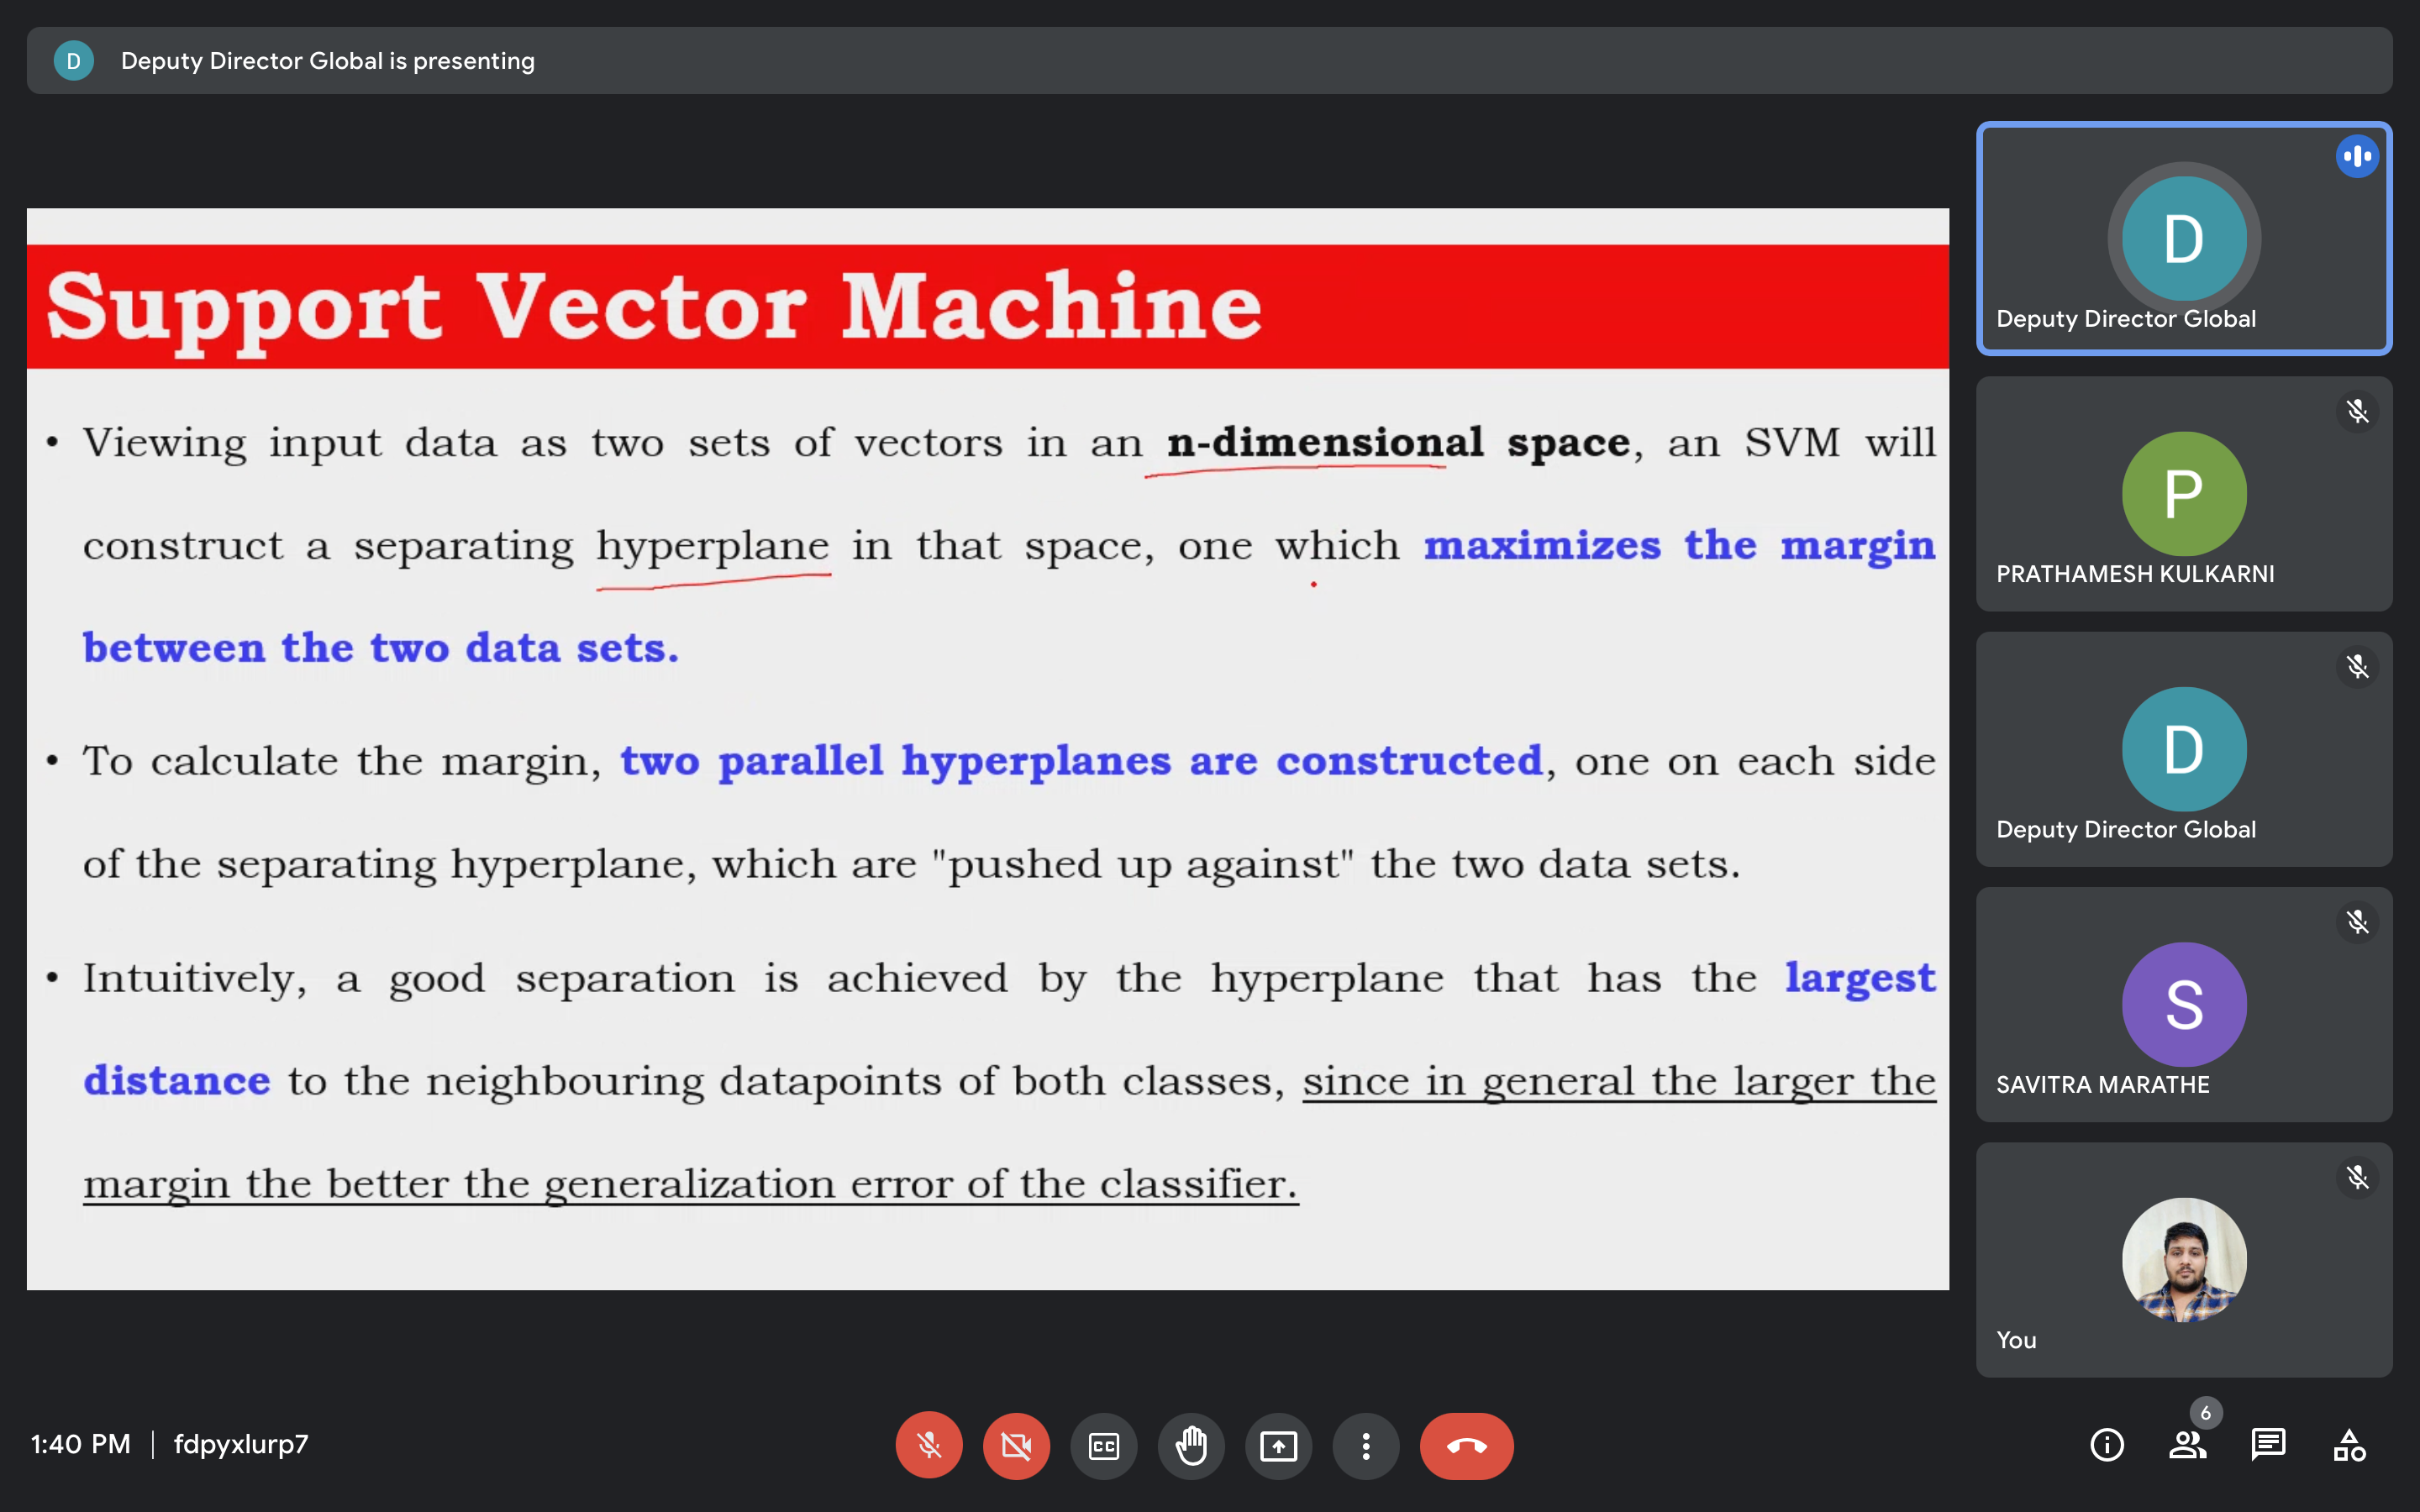 D Deputy Director Global is presenting
Support Vector Machine
• Viewing input data as two sets of vectors in an n-dimensional space, an SVM will
construct a separating hyperplane in that space, one which maximizes the margin
between the two data sets.
• To calculate the margin, two parallel hyperplanes are constructed, one on each side
of the separating hyperplane, which are "pushed up against" the two data sets.
• Intuitively, a good separation is achieved by the hyperplane that has the largest
distance to the neighbouring datapoints of both classes, since in general the larger the
margin the better the generalization error of the classifier.
D
Deputy Director Global
P
PRATHAMESH KULKARNI
D
Deputy Director Global
S
SAVITRA MARATHE
You
1:40 PM | fdpyxlurp7
CC
6